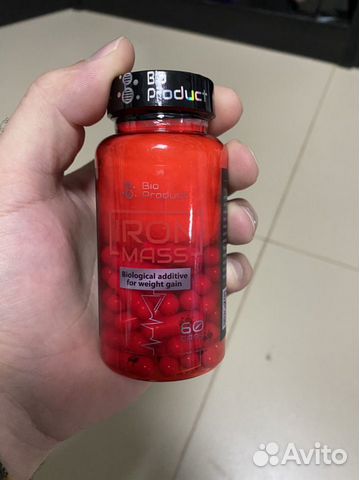 Bio
Product
Bio
Product
IRON
MASS
Biological additive
for weight gain
60
Avito